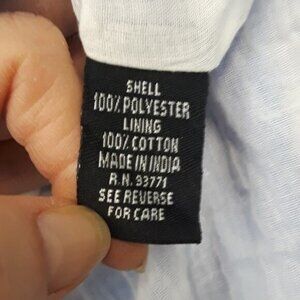 SHELL
100% POLYESTER
LINING
100% COTTON
MADE IN INDIA
R.N. 93771
SEE REVERSE
FOR CARE